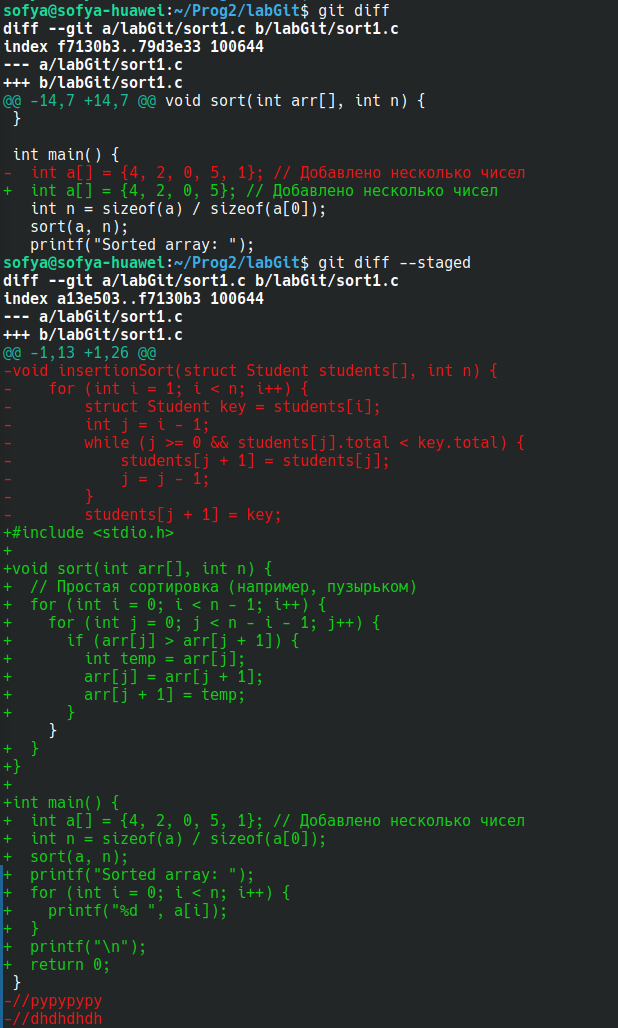 sofya@sofya-huawei:~/Prog2/labGit$ git diff
diff --git a/labGit/sort1.c b/labGit/sort1.c
index f7130b3..79d3e33 100644
--- a/labGit/sort1.c
+++ b/labGit/sort1.c
@@ -14,7 +14,7 @@ void sort(int arr[], int n) {
 }

 int main() {
-  int a[] = {4, 2, 0, 5, 1}; // Добавлено несколько чисел
+  int a[] = {4, 2, 0, 5}; // Добавлено несколько чисел
   int n = sizeof(a) / sizeof(a[0]);
   sort(a, n);
   printf("Sorted array: ");
sofya@sofya-huawei:~/Prog2/labGit$ git diff --staged
diff --git a/labGit/sort1.c b/labGit/sort1.c
index a13e503..f7130b3 100644
--- a/labGit/sort1.c
+++ b/labGit/sort1.c
@@ -1,13 +1,26 @@
-void insertionSort(struct Student students[], int n) {
-    for (int i = 1; i < n; i++) {
-        struct Student key = students[i];
-        int j = i - 1;
-        while (j >= 0 && students[j].total < key.total) {
-            students[j + 1] = students[j];
-            j = j - 1;
-        }
-        students[j + 1] = key;
+#include <stdio.h>
+
+void sort(int arr[], int n) {
+  // Простая сортировка (например, пузырьком)
+  for (int i = 0; i < n - 1; i++) {
+    for (int j = 0; j < n - i - 1; j++) {
+      if (arr[j] > arr[j + 1]) {
+        int temp = arr[j];
+        arr[j] = arr[j + 1];
+        arr[j + 1] = temp;
+      }
     }
+  }
+}
+
+int main() {
+  int a[] = {4, 2, 0, 5, 1}; // Добавлено несколько чисел
+  int n = sizeof(a) / sizeof(a[0]);
+  sort(a, n);
+  printf("Sorted array: ");
+  for (int i = 0; i < n; i++) {
+    printf("%d ", a[i]);
+  }
+  printf("\n");
+  return 0;
 }
-//pypypypy
-//dhdhdhdh